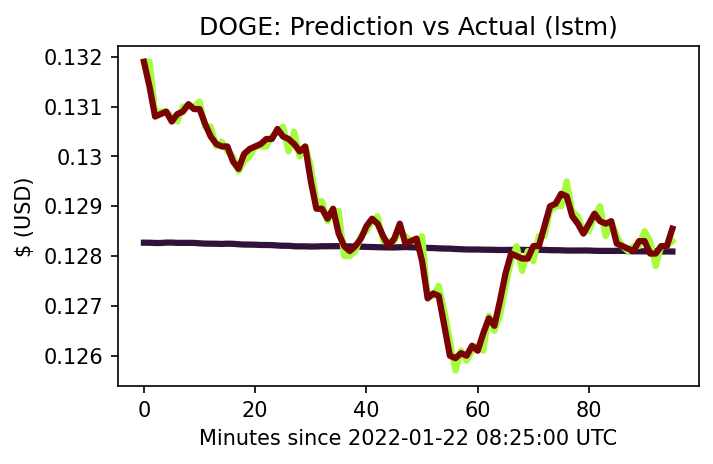 DOGE: Prediction vs Actual (lstm)
0.132
0.131
0.13
0.129
0.128
0.127
0.126
$ (USD)
0 20 40 60 80
Minutes since 2022-01-22 08:25:00 UTC